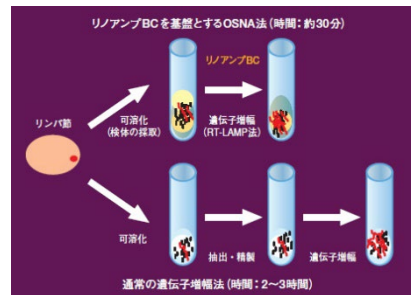 リノアンプBCを基盤とするOSNA法（時間：約30分）
リノアンプBC
リンパ節
可溶化
（検体の採取）
遺伝子増幅
（RT-LAMP法）
可溶化
抽出・精製
遺伝子増幅
通常の遺伝子増幅法（時間：2〜3時間）